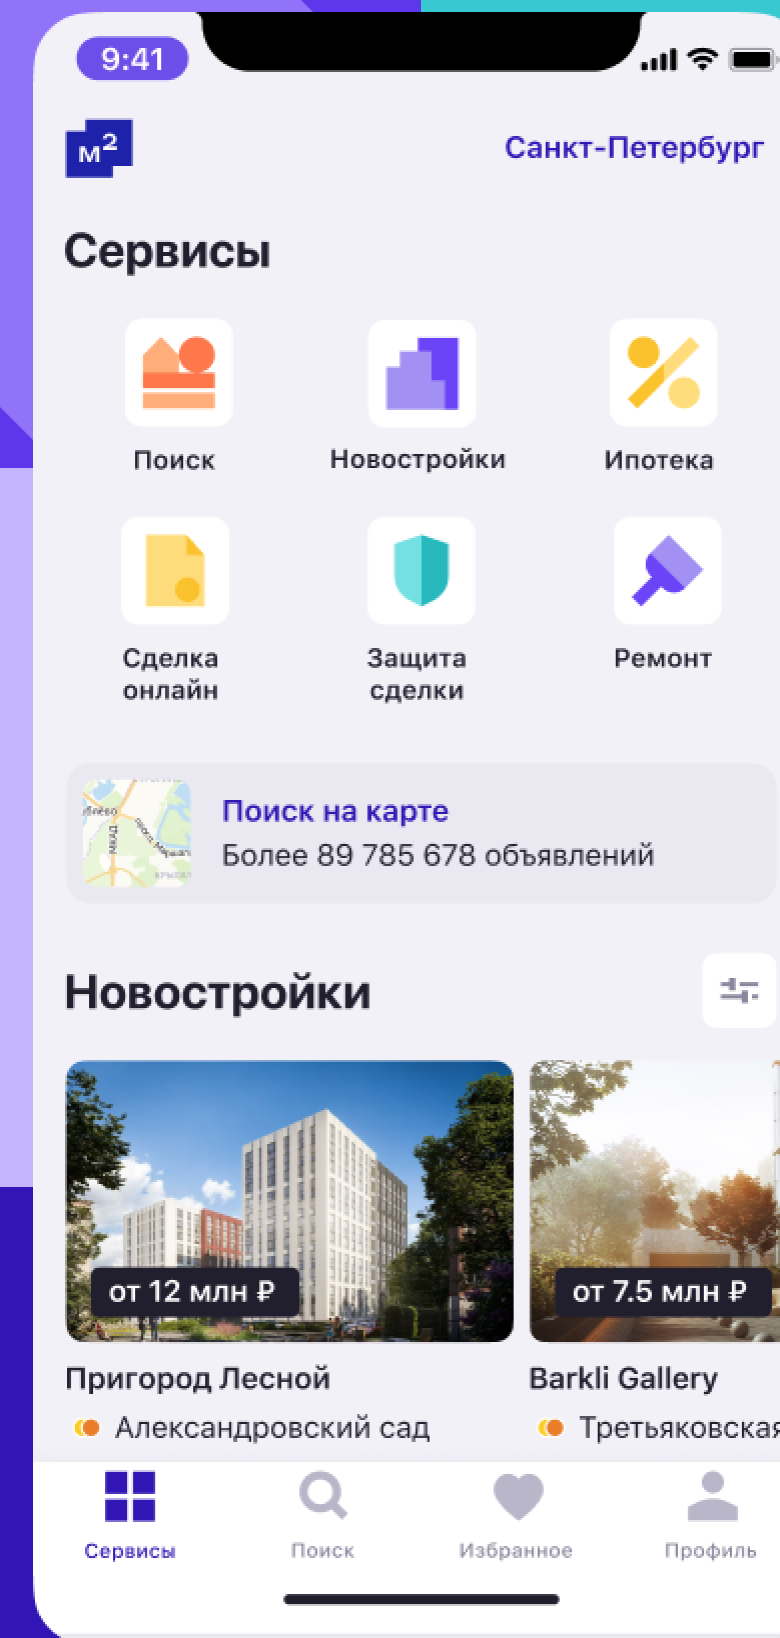 9:41
м²
Санкт-Петербург
Сервисы
Поиск
Новостройки
Ипотека
Сделка
онлайн
Защита
сделки
Ремонт
МКАД
Поиск на карте
Более 89 785 678 объявлений
Новостройки
от 12 млн ₽
от 7.5 млн ₽
Пригород Лесной
Barkli Gallery
Александровский сад
Третьяковская
Сервисы
Поиск
Избранное
Профиль